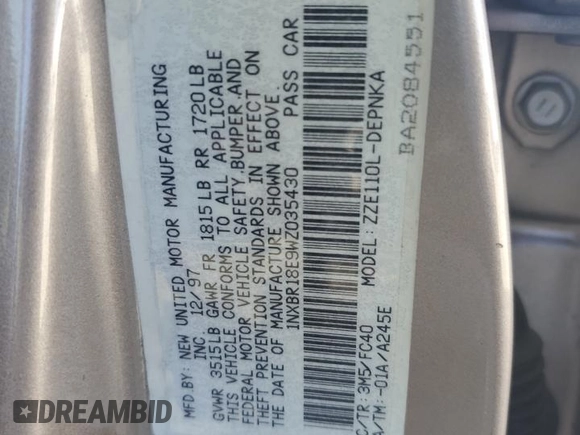 MFD.BY: NEW UNITED MOTOR MANUFACTURING
INC. 12/97
GVWR 3515LB GAWR FR 1815LB RR 1720LB
THIS VEHICLE CONFORMS TO ALL APPLICABLE
FEDERAL MOTOR VEHICLE SAFETY,BUMPER AND
THEFT PREVENTION STANDARDS IN EFFECT ON
THE DATE OF MANUFACTURE SHOWN ABOVE.
1NXBR18E9WZ035430 PASS CAR
C/TR: 3M5/FC40 MODEL: ZZE110L-DEPNKA
A/TM: -01A/A245E
BA2084551
DREAMBID